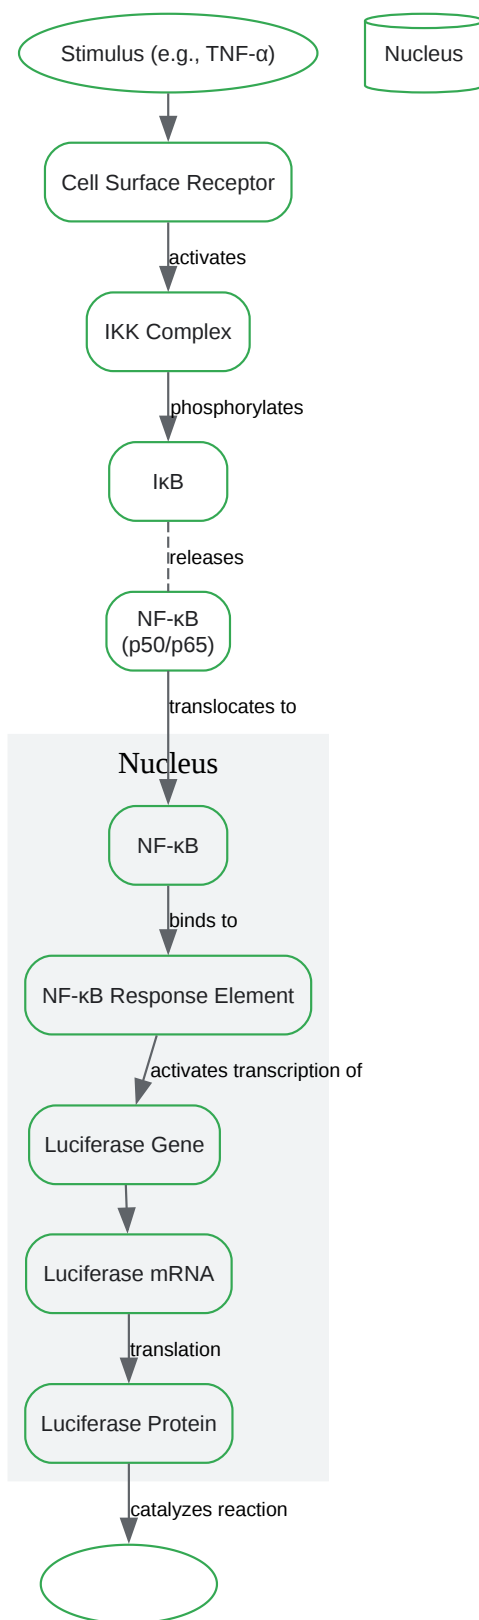 Stimulus (e.g., TNF-α)
Nucleus
Cell Surface Receptor
activates
IKK Complex
phosphorylates
IκB
releases
NF-κB
(p50/p65)
translocates to
Nucleus
NF-κB
binds to
NF-κB Response Element
activates transcription of
Luciferase Gene
Luciferase mRNA
translation
Luciferase Protein
catalyzes reaction